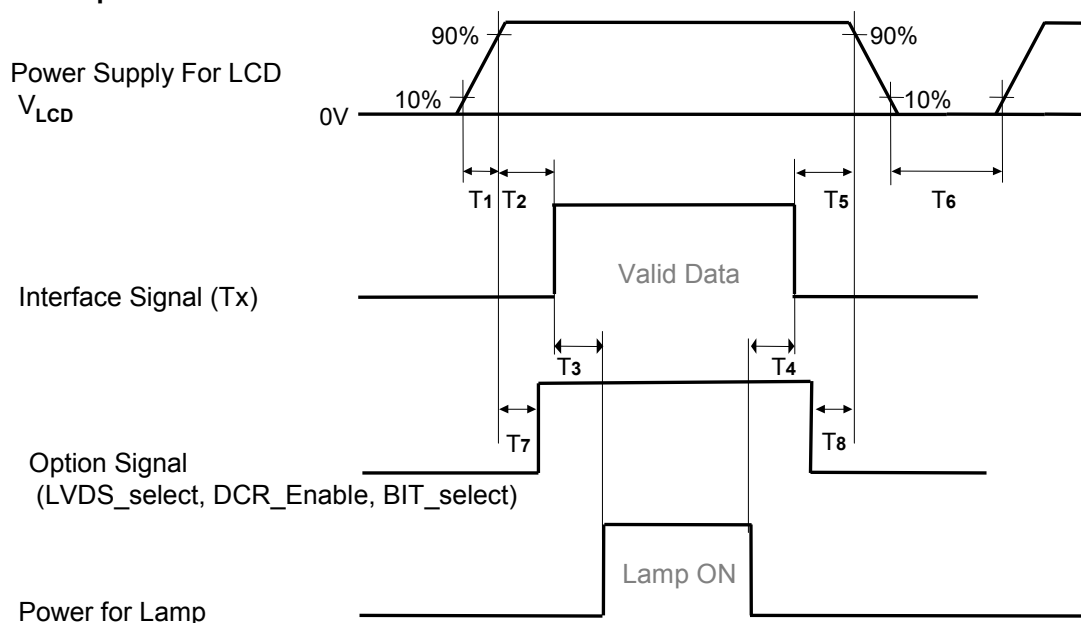 90%
90%
Power Supply For LCD
10%
10%
VLCD
0V
T1 T2 T5 T6
Valid Data
Interface Signal (Tx)
T3 T4
T7 T8
Option Signal
(LVDS_select, DCR_Enable, BIT_select)
Lamp ON
Power for Lamp